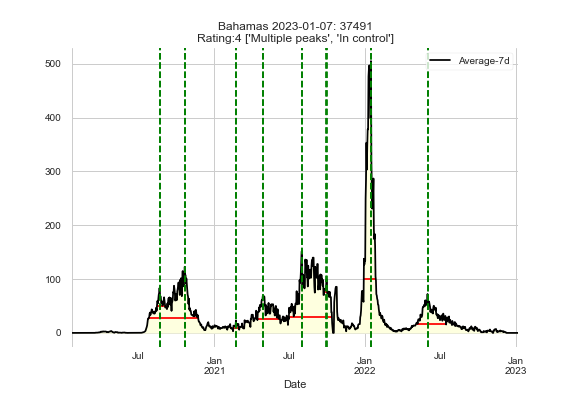 Bahamas 2023-01-07: 37491
Rating:4 ['Multiple peaks', 'In control']
Average-7d
500
400
300
200
100
0
Jul
Jan
2021
Jul
Jan
2022
Jul
Jan
2023
Date